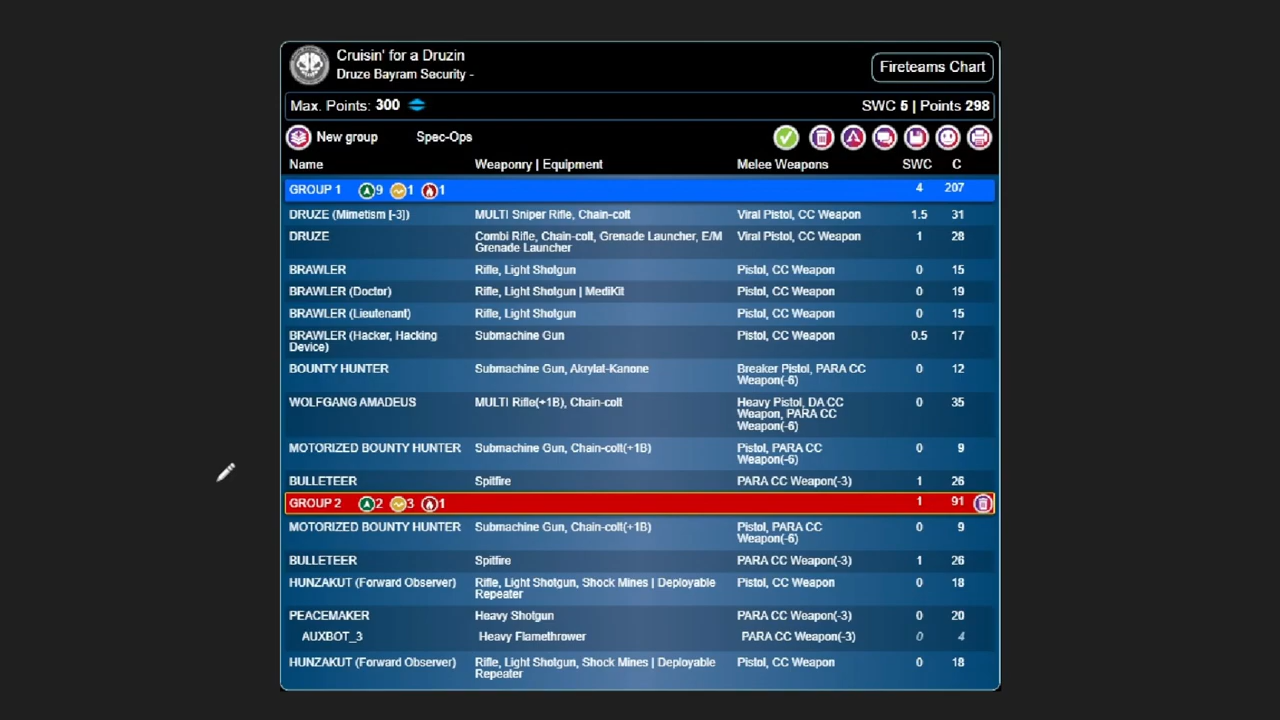 Cruisin' for a Druzin
Druze Bayram Security -
Fireteams Chart
Max. Points: 300
SWC 5 | Points 298
New group Spec-Ops
Name Weaponry | Equipment Melee Weapons SWC C
GROUP 1 9 1 1 4 207
DRUZE (Mimetism [-3]) MULTI Sniper Rifle, Chain-colt Viral Pistol, CC Weapon 1.5 31
DRUZE Combi Rifle, Chain-colt, Grenade Launcher, E/M Viral Pistol, CC Weapon 1 28
Grenade Launcher
BRAWLER Rifle, Light Shotgun Pistol, CC Weapon 0 15
BRAWLER (Doctor) Rifle, Light Shotgun | MediKit Pistol, CC Weapon 0 19
BRAWLER (Lieutenant) Rifle, Light Shotgun Pistol, CC Weapon 0 15
BRAWLER (Hacker, Hacking Submachine Gun Pistol, CC Weapon 0.5 17
Device)
BOUNTY HUNTER Submachine Gun, Akrylat-Kanone Breaker Pistol, PARA CC 0 12
Weapon(-6)
WOLFGANG AMADEUS MULTI Rifle(+1B), Chain-colt Heavy Pistol, DA CC 0 35
Weapon, PARA CC
Weapon(-6)
MOTORIZED BOUNTY HUNTER Submachine Gun, Chain-colt(+1B) Pistol, PARA CC 0 9
Weapon(-6)
BULLETEER Spitfire PARA CC Weapon(-3) 1 26
GROUP 2 2 3 1 1 91
MOTORIZED BOUNTY HUNTER Submachine Gun, Chain-colt(+1B) Pistol, PARA CC 0 9
Weapon(-6)
BULLETEER Spitfire PARA CC Weapon(-3) 1 26
HUNZAKUT (Forward Observer) Rifle, Light Shotgun, Shock Mines | Deployable Pistol, CC Weapon 0 18
Repeater
PEACEMAKER Heavy Shotgun PARA CC Weapon(-3) 0 20
AUXBOT_3 Heavy Flamethrower PARA CC Weapon(-3) 0 4
HUNZAKUT (Forward Observer) Rifle, Light Shotgun, Shock Mines | Deployable Pistol, CC Weapon 0 18
Repeater